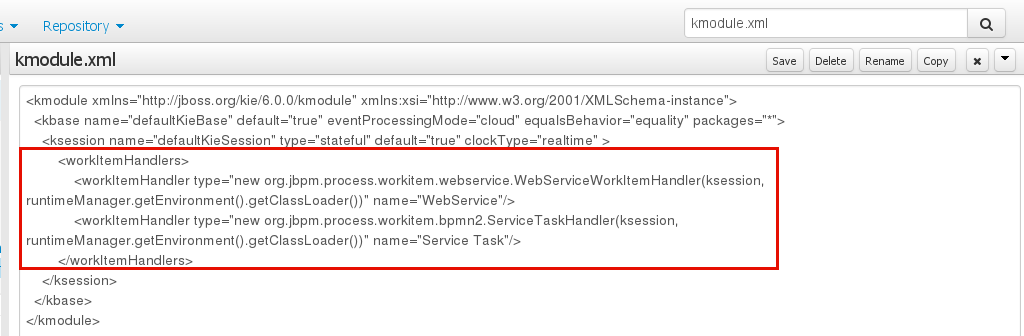 s
Repository
kmodule.xml
kmodule.xml
Save
Delete
Rename
Copy
<kmodule xmlns="http://jboss.org/kie/6.0.0/kmodule" xmlns:xsi="http://www.w3.org/2001/XMLSchema-instance">
<kbase name="defaultKieBase" default="true" eventProcessingMode="cloud" equalsBehavior="equality" packages="*">
<ksession name="defaultKieSession" type="stateful" default="true" clockType="realtime" >
<workItemHandlers>
<workItemHandler type="new org.jbpm.process.workitem.webservice.WebServiceWorkItemHandler(ksession,
runtimeManager.getEnvironment().getClassLoader())" name="WebService"/>
<workItemHandler type="new org.jbpm.process.workitem.bpmn2.ServiceTaskHandler(ksession,
runtimeManager.getEnvironment().getClassLoader())" name="Service Task"/>
</workItemHandlers>
</ksession>
</kbase>
</kmodule>